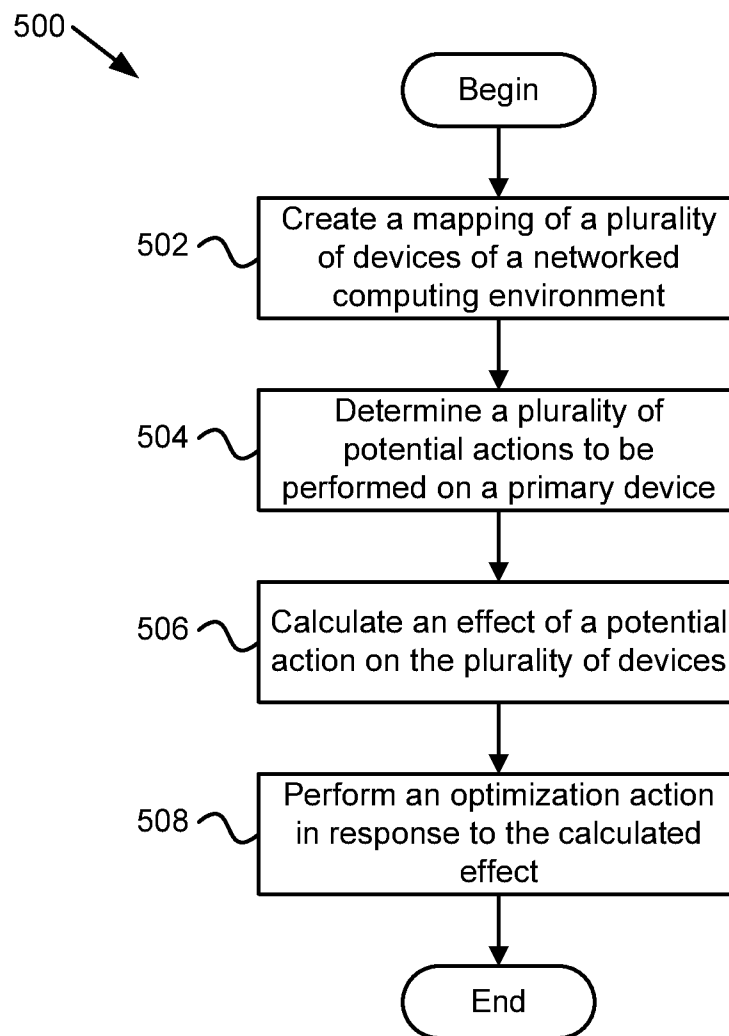 500
Begin
502
Create a mapping of a plurality
of devices of a networked
computing environment
504
Determine a plurality of
potential actions to be
performed on a primary device
506
Calculate an effect of a potential
action on the plurality of devices
508
Perform an optimization action
in response to the calculated
effect
End